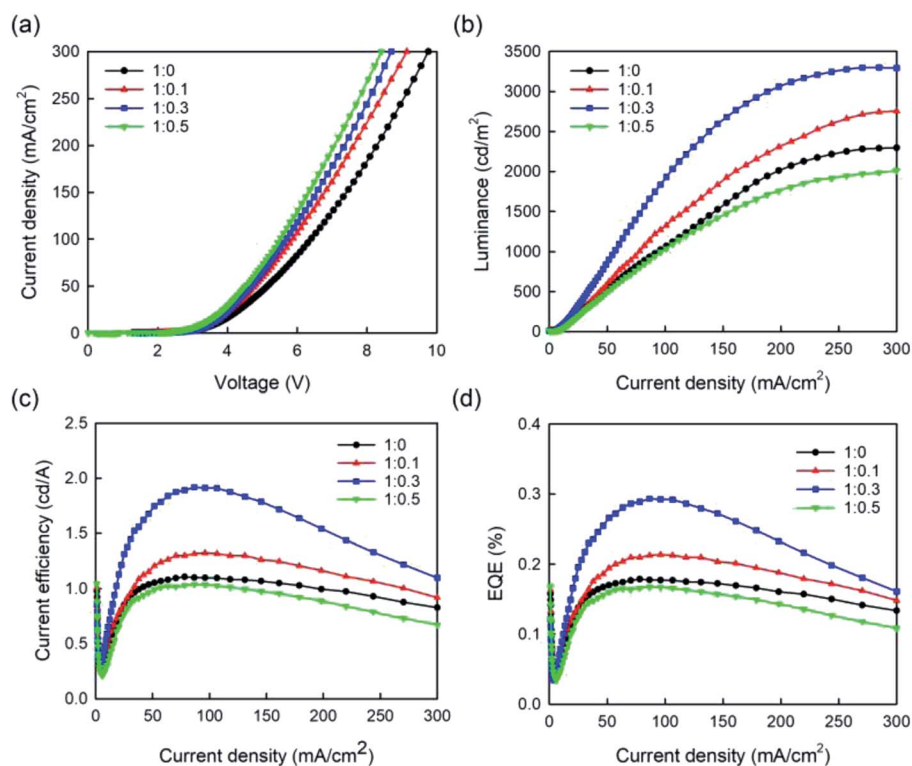 (a)
300
250
200
150
100
50
0
Current density (mA/cm²)
1:0
1:0.1
1:0.3
1:0.5
0 2 4 6 8 10
Voltage (V)
(b)
3500
3000
2500
2000
1500
1000
500
0
Luminance (cd/m²)
1:0
1:0.1
1:0.3
1:0.5
0 50 100 150 200 250 300
Current density (mA/cm²)
(c)
2.5
2.0
1.5
1.0
0.5
0.0
Current efficiency (cd/A)
1:0
1:0.1
1:0.3
1:0.5
0 50 100 150 200 250 300
Current density (mA/cm²)
(d)
0.4
0.3
0.2
0.1
0.0
EQE (%)
1:0
1:0.1
1:0.3
1:0.5
0 50 100 150 200 250 300
Current density (mA/cm²)